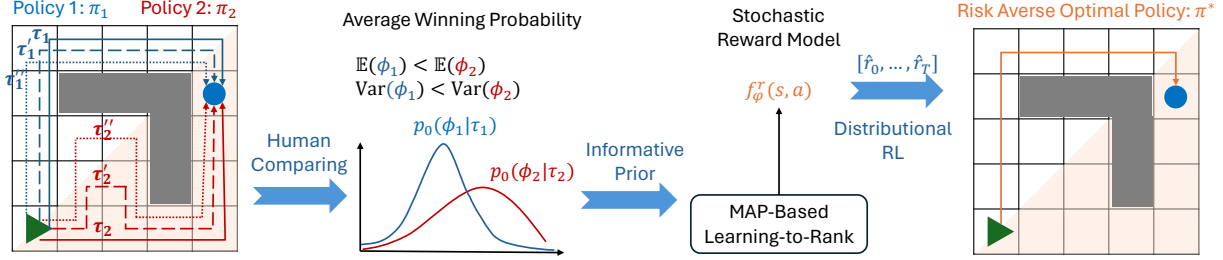 Policy 1: π₁
Policy 2: π₂
τ₁
τ₁′
τ₁′′
τ₂′′
τ₂′
τ₂
Human
Comparing
Average Winning Probability
𝔼(ϕ₁) < 𝔼(ϕ₂)
Var(ϕ₁) < Var(ϕ₂)
p₀(ϕ₁|τ₁)
p₀(ϕ₂|τ₂)
Informative
Prior
Stochastic
Reward Model
f_φ^r(s, a)
MAP-Based
Learning-to-Rank
[r̂₀, ... , r̂_T]
Distributional
RL
Risk Averse Optimal Policy: π*